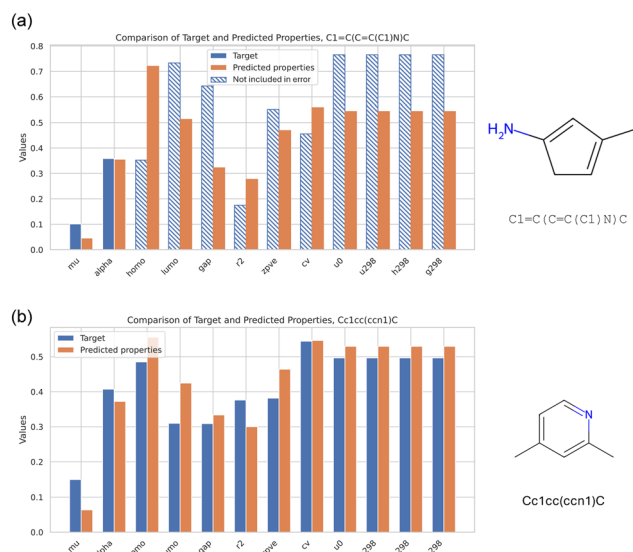 (a)
Comparison of Target and Predicted Properties, C1=C(C=C(C1)N)C
0.8
0.7
0.6
0.5
0.4
0.3
0.2
0.1
0.0
Values
Target
Predicted properties
Not included in error
mu
alpha
homo
lumo
gap
r2
zpve
cv
u0
u298
h298
g298
H₂N
C1=C(C=C(C1)N)C
(b)
Comparison of Target and Predicted Properties, Cc1cc(ccn1)C
0.5
0.4
0.3
0.2
0.1
0.0
Values
Target
Predicted properties
mu
gap
r2
cv
u0
N
Cc1cc(ccn1)C